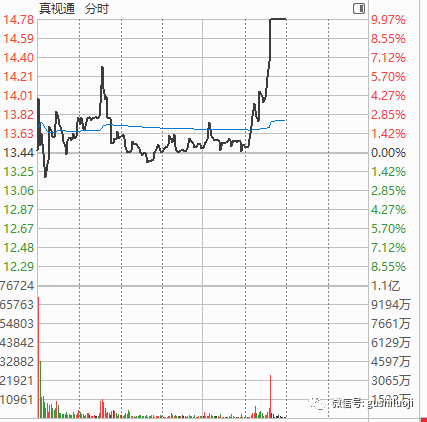 真视通 分时
14.78 9.97%
14.59 8.55%
14.40 7.12%
14.21 5.70%
14.01 4.27%
13.82 2.85%
13.63 1.42%
13.44 0.00%
13.25 1.42%
13.06 2.85%
12.87 4.27%
12.67 5.70%
12.48 7.12%
12.29 8.55%
76724 1.1亿
65763 9194万
54803 7661万
43842 6129万
32882 4597万
21921 3065万
10961
微信号: gushiluoji